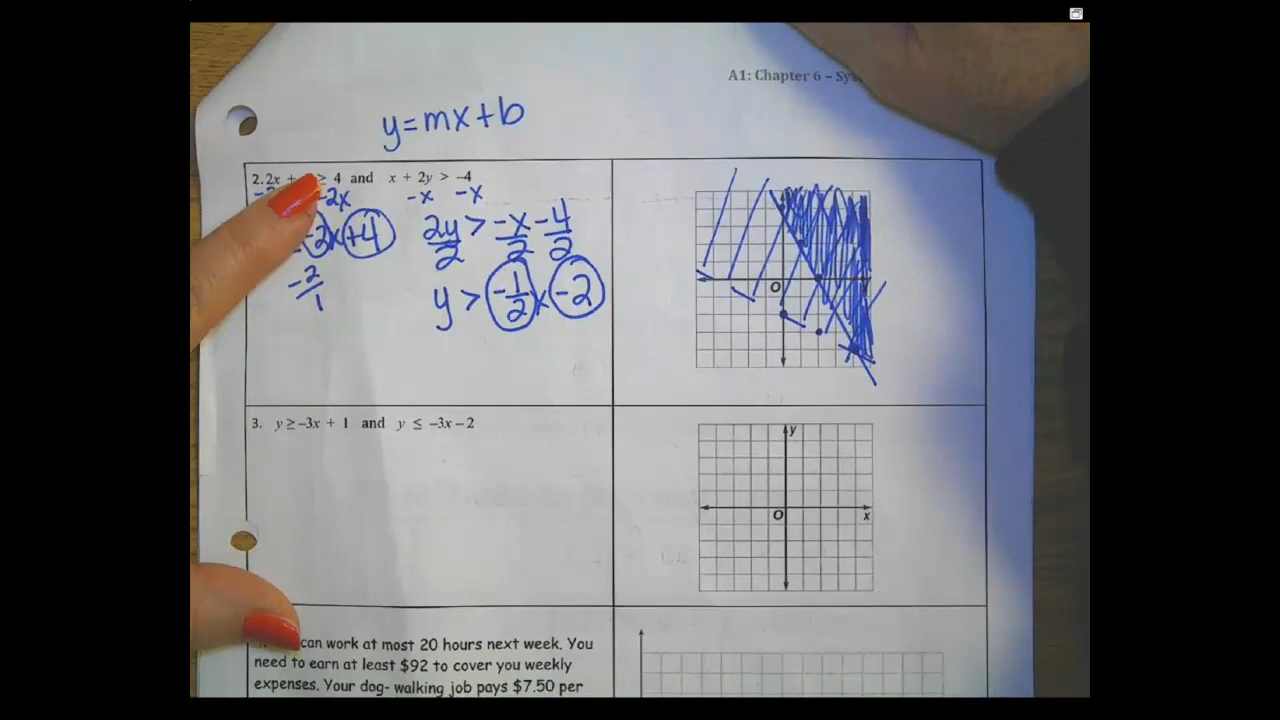 A1: Chapter 6 –
y=mx+b
2. 2x + ≥ 4 and x + 2y > –4
-2x -x -x
-2x +4 2y > -x -4
2 2 2
-2
1
y > -1/2 x -2
O
3. y ≥ –3x + 1 and y ≤ –3x – 2
y
O x
can work at most 20 hours next week. You
need to earn at least $92 to cover you weekly
expenses. Your dog- walking job pays $7.50 per